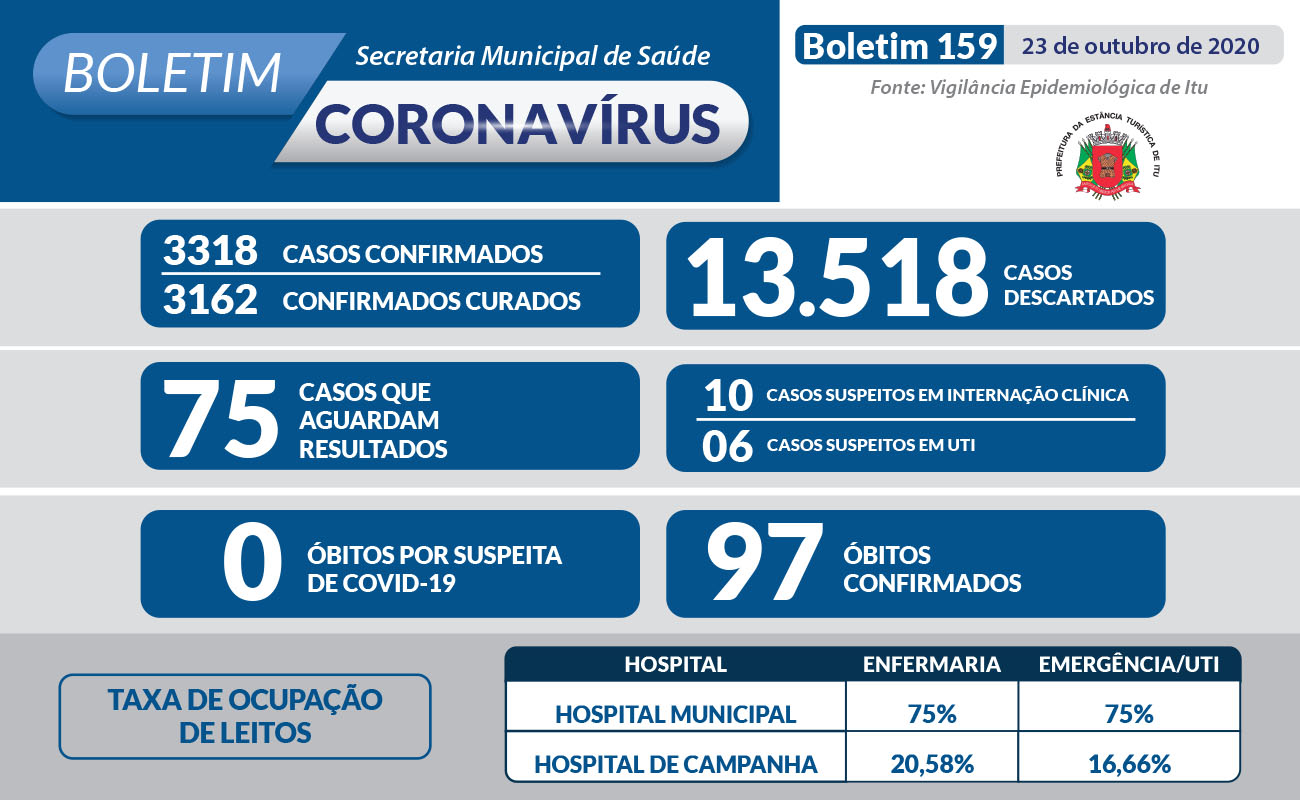 BOLETIM
Secretaria Municipal de Saúde
CORONAVÍRUS
Boletim 159
23 de outubro de 2020
Fonte: Vigilância Epidemiológica de Itu
PREFEITURA DA ESTÂNCIA TURÍSTICA DE ITU
3318 CASOS CONFIRMADOS
3162 CONFIRMADOS CURADOS
13.518 CASOS
DESCARTADOS
75 CASOS QUE
AGUARDAM
RESULTADOS
10 CASOS SUSPEITOS EM INTERNAÇÃO CLÍNICA
06 CASOS SUSPEITOS EM UTI
0 ÓBITOS POR SUSPEITA
DE COVID-19
97 ÓBITOS
CONFIRMADOS
TAXA DE OCUPAÇÃO
DE LEITOS
HOSPITAL ENFERMARIA EMERGÊNCIA/UTI
HOSPITAL MUNICIPAL 75% 75%
HOSPITAL DE CAMPANHA 20,58% 16,66%